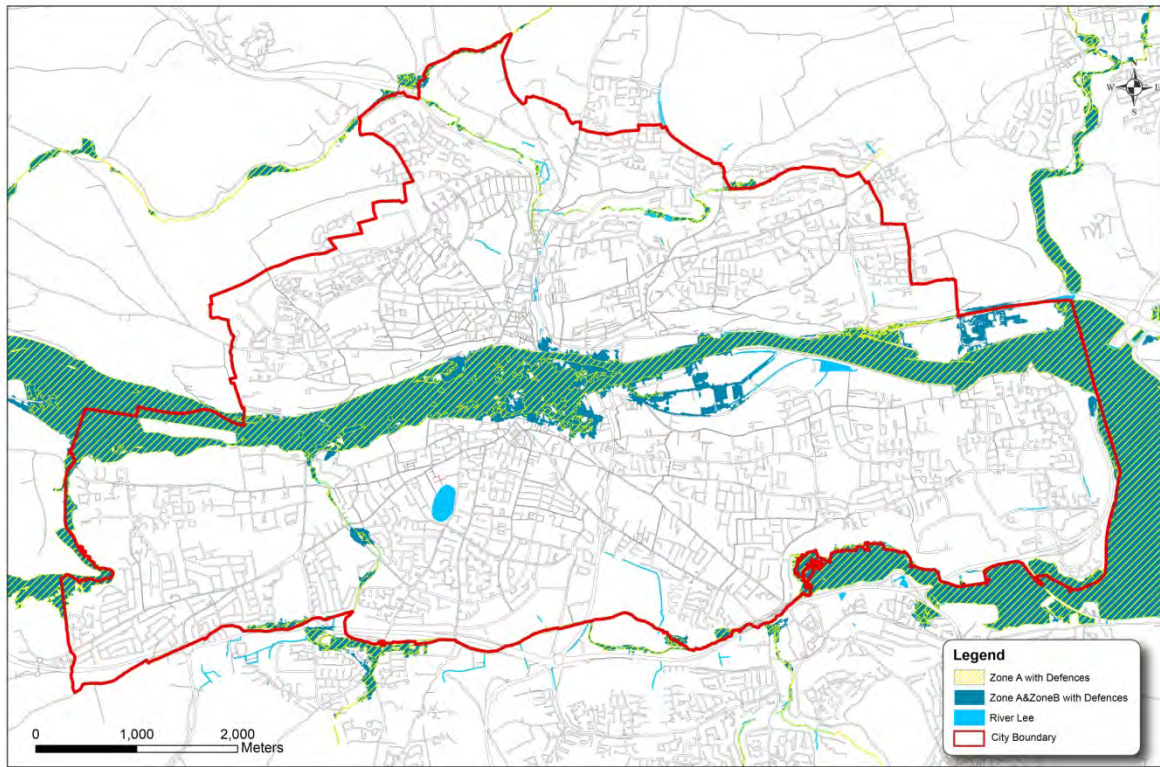 N
W E
S
Legend
Zone A with Defences
Zone A&ZoneB with Defences
River Lee
City Boundary
0 1,000 2,000
Meters